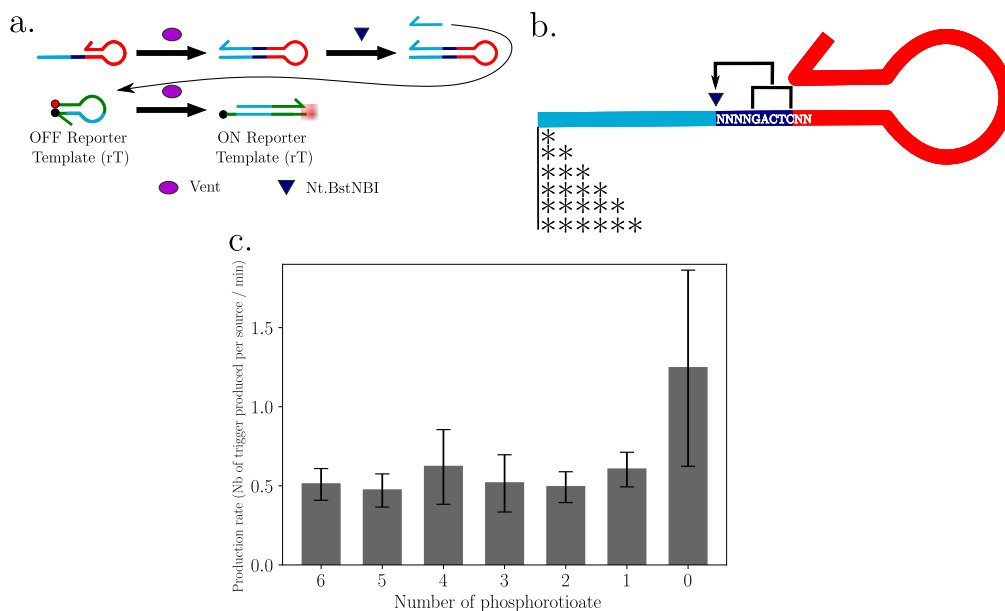 a.
OFF Reporter
Template (rT)
ON Reporter
Template (rT)
Vent
Nt.BstNBI
b.
NNNNGACTCNN
*
**
***
****
*****
******
c.
Production rate (Nb of trigger produced per source / min)
1.5
1.0
0.5
0.0
6 5 4 3 2 1 0
Number of phosphorotioate